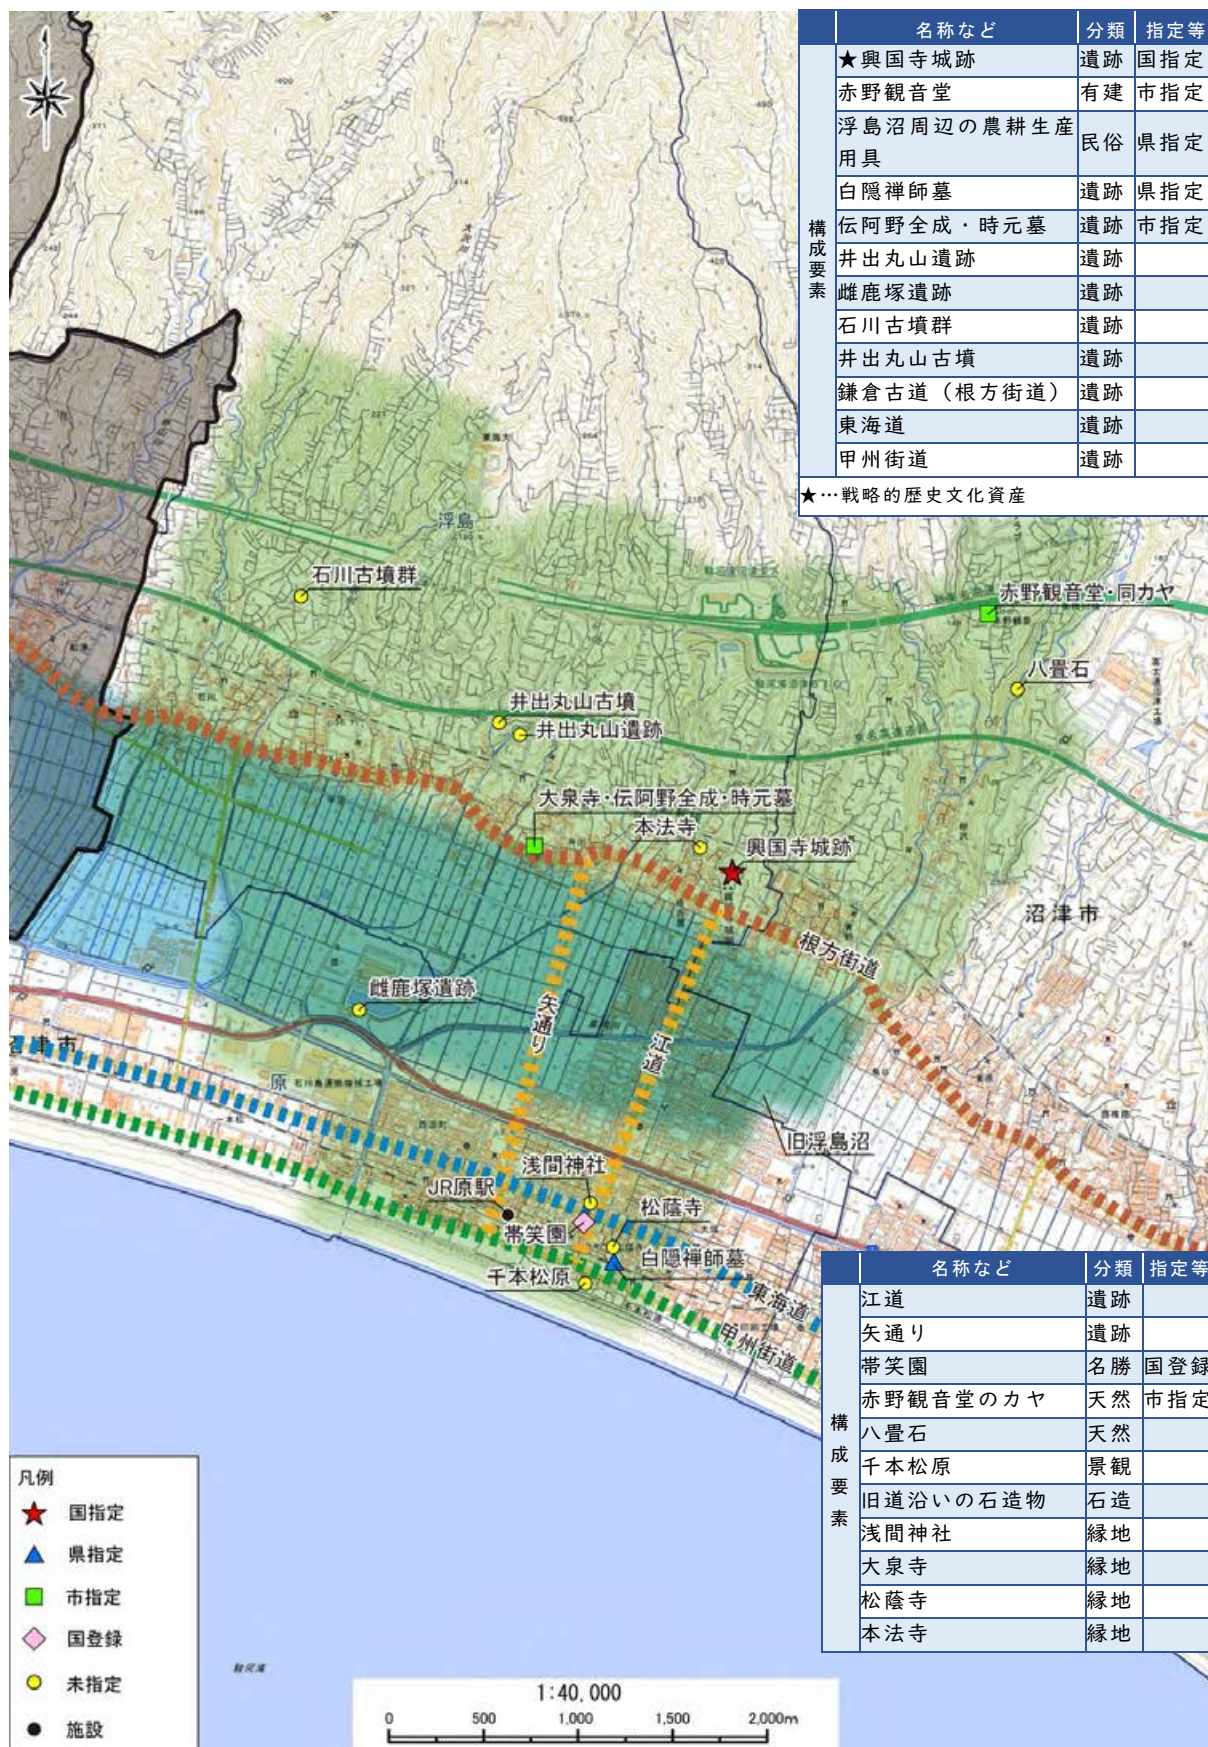 名称など 分類 指定等
構成要素
★興国寺城跡 遺跡 国指定
赤野観音堂 有建 市指定
浮島沼周辺の農耕生産
用具 民俗 県指定
白隠禅師墓 遺跡 県指定
伝阿野全成・時元墓 遺跡 市指定
井出丸山遺跡 遺跡
雌鹿塚遺跡 遺跡
石川古墳群 遺跡
井出丸山古墳 遺跡
鎌倉古道（根方街道） 遺跡
東海道 遺跡
甲州街道 遺跡
★…戦略的歴史文化資産
浮島
石川古墳群
赤野観音堂・同カヤ
八畳石
井出丸山古墳
井出丸山遺跡
大泉寺・伝阿野全成・時元墓
本法寺
興国寺城跡
沼津市
根方街道
雌鹿塚遺跡
矢通り
江道
沼津市
原
旧浮島沼
浅間神社
JR原駅
松蔭寺
帯笑園
白隠禅師墓
千本松原
東海道
甲州街道
名称など 分類 指定等
構成要素
江道 遺跡
矢通り 遺跡
帯笑園 名勝 国登録
赤野観音堂のカヤ 天然 市指定
八畳石 天然
千本松原 景観
旧道沿いの石造物 石造
浅間神社 縁地
大泉寺 縁地
松蔭寺 縁地
本法寺 縁地
凡例
国指定
県指定
市指定
国登録
未指定
施設
駿河湾
1:40,000
0 500 1,000 1,500 2,000m